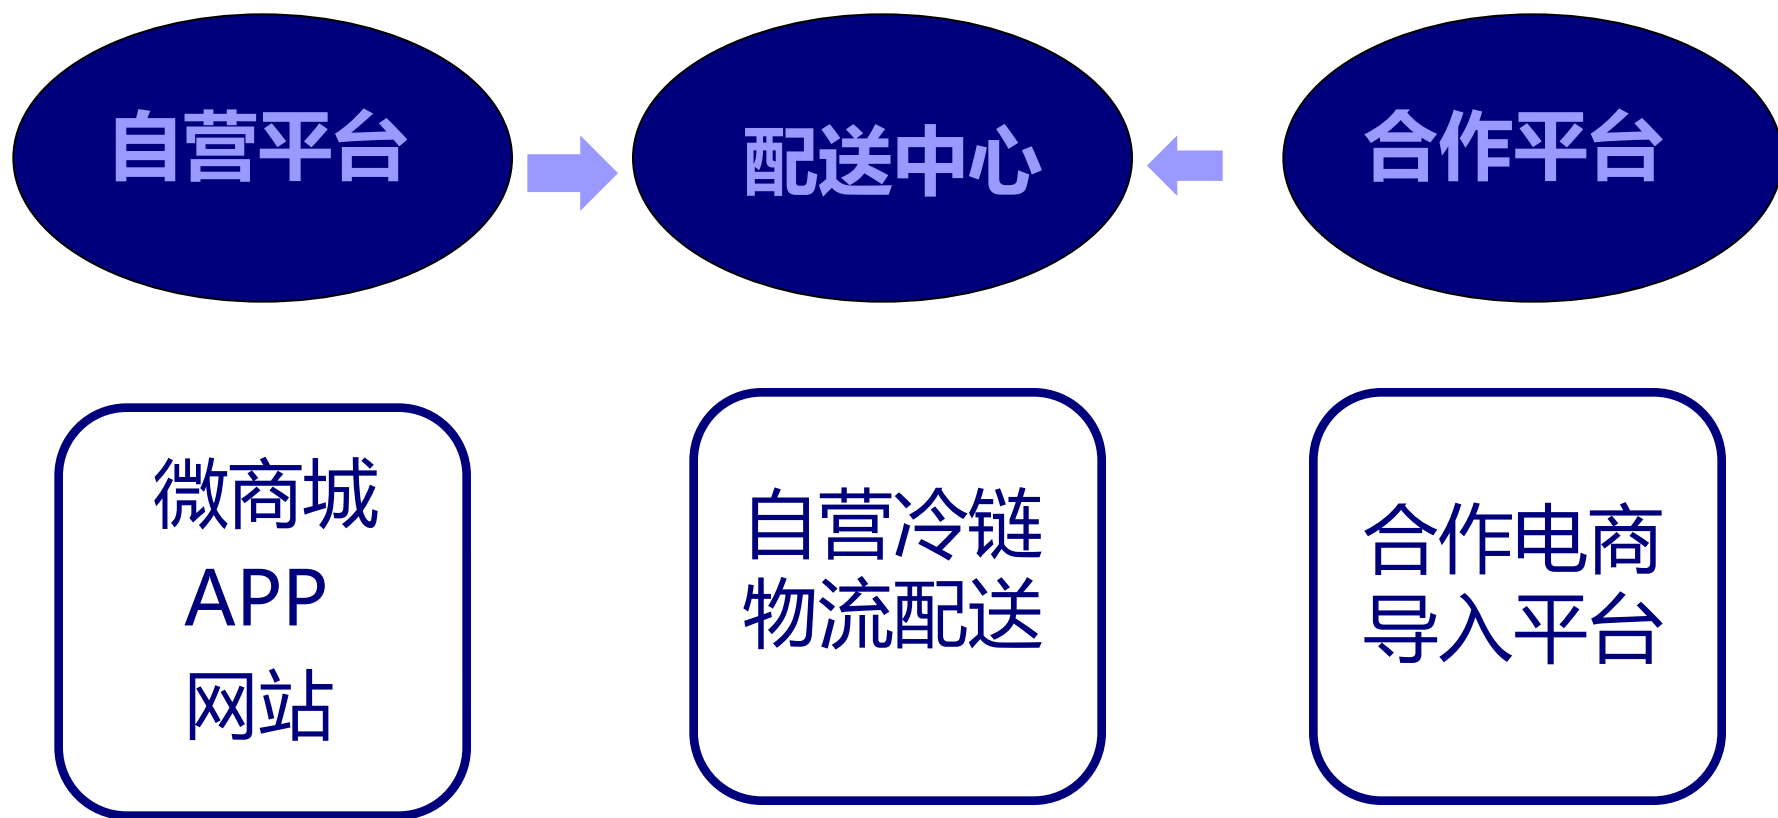 自营平台
配送中心
合作平台
微商城
APP
网站
自营冷链
物流配送
合作电商
导入平台